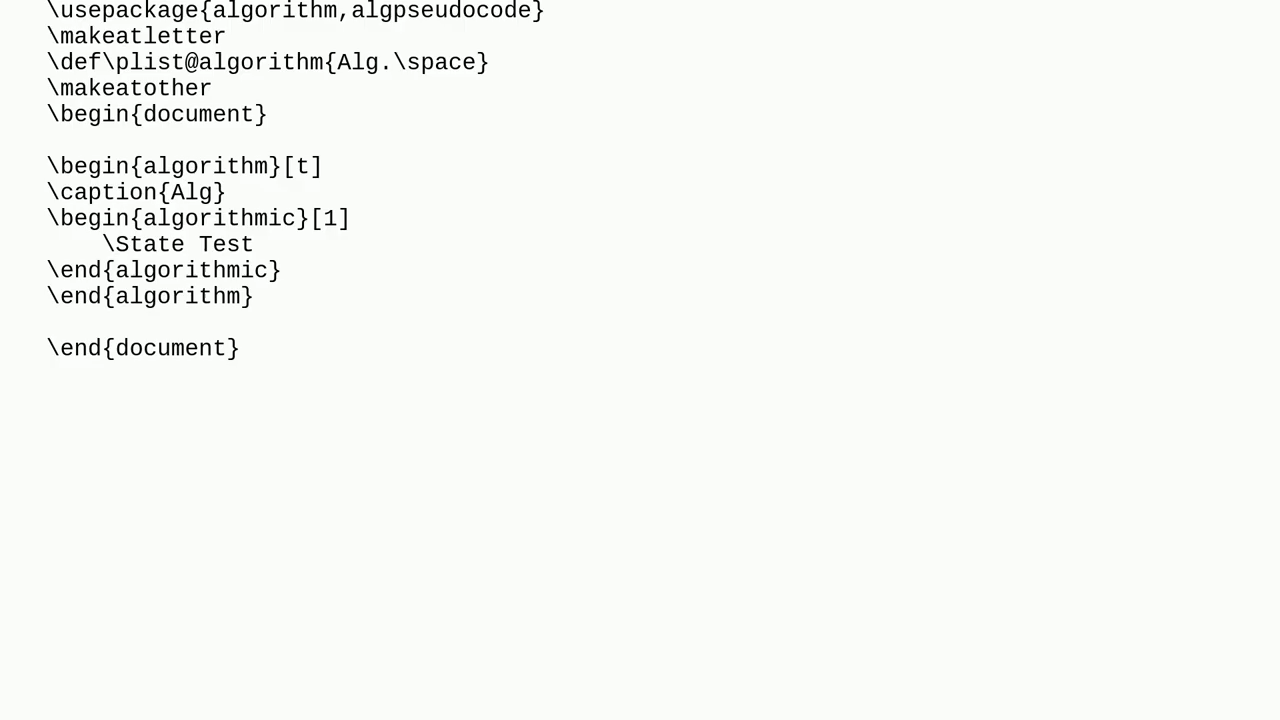 \usepackage{algorithm,algpseudocode}
\makeatletter
\def\plist@algorithm{Alg.\space}
\makeatother
\begin{document}
\begin{algorithm}[t]
\caption{Alg}
\begin{algorithmic}[1]
    \State Test
\end{algorithmic}
\end{algorithm}
\end{document}